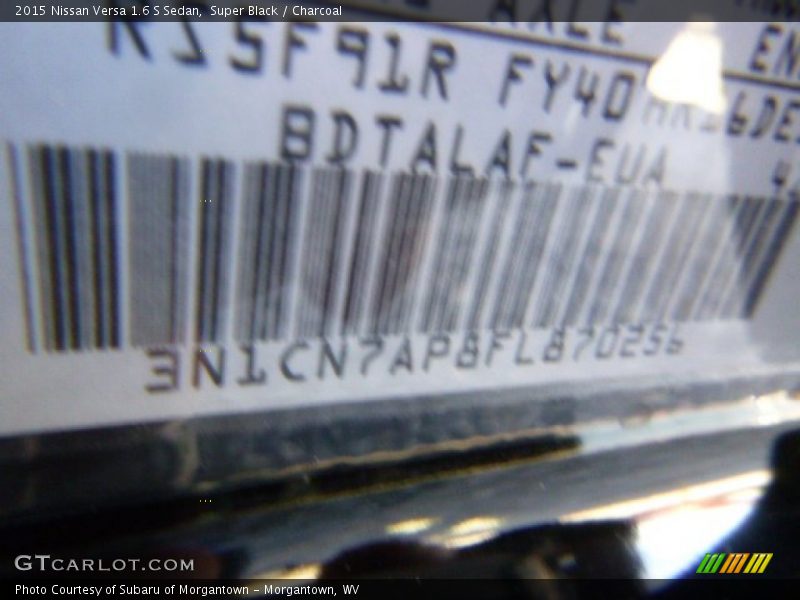 2015 Nissan Versa 1.6 S Sedan, Super Black / Charcoal
AXLE
RS5F91R FY40
BDTALAF-EUA
3N1CN7AP8FL870256
GTCARLOT.COM
Photo Courtesy of Subaru of Morgantown - Morgantown, WV